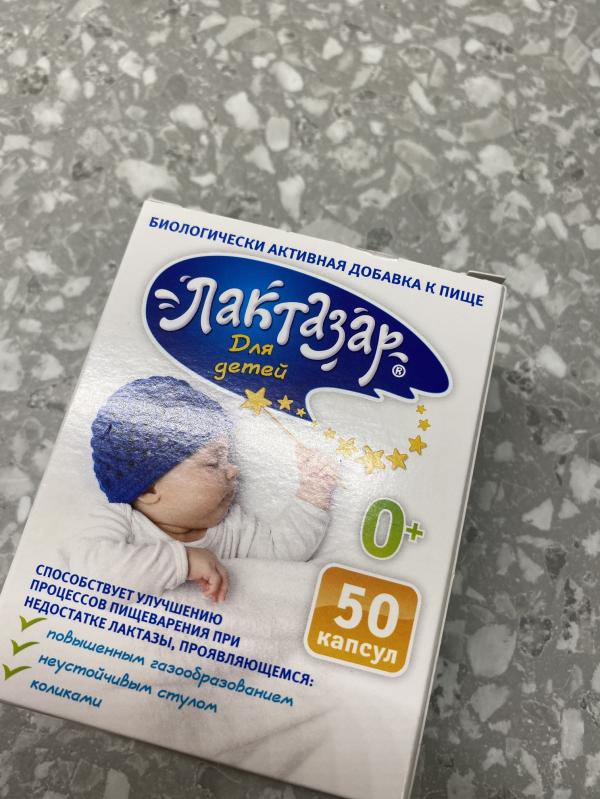 БИОЛОГИЧЕСКИ АКТИВНАЯ ДОБАВКА К ПИЩЕ
Лактазар®
Для
детей
0+
50
капсул
СПОСОБСТВУЕТ УЛУЧШЕНИЮ
ПРОЦЕССОВ ПИЩЕВАРЕНИЯ ПРИ
НЕДОСТАТКЕ ЛАКТАЗЫ, ПРОЯВЛЯЮЩЕМСЯ:
повышенным газообразованием
неустойчивым стулом
коликами